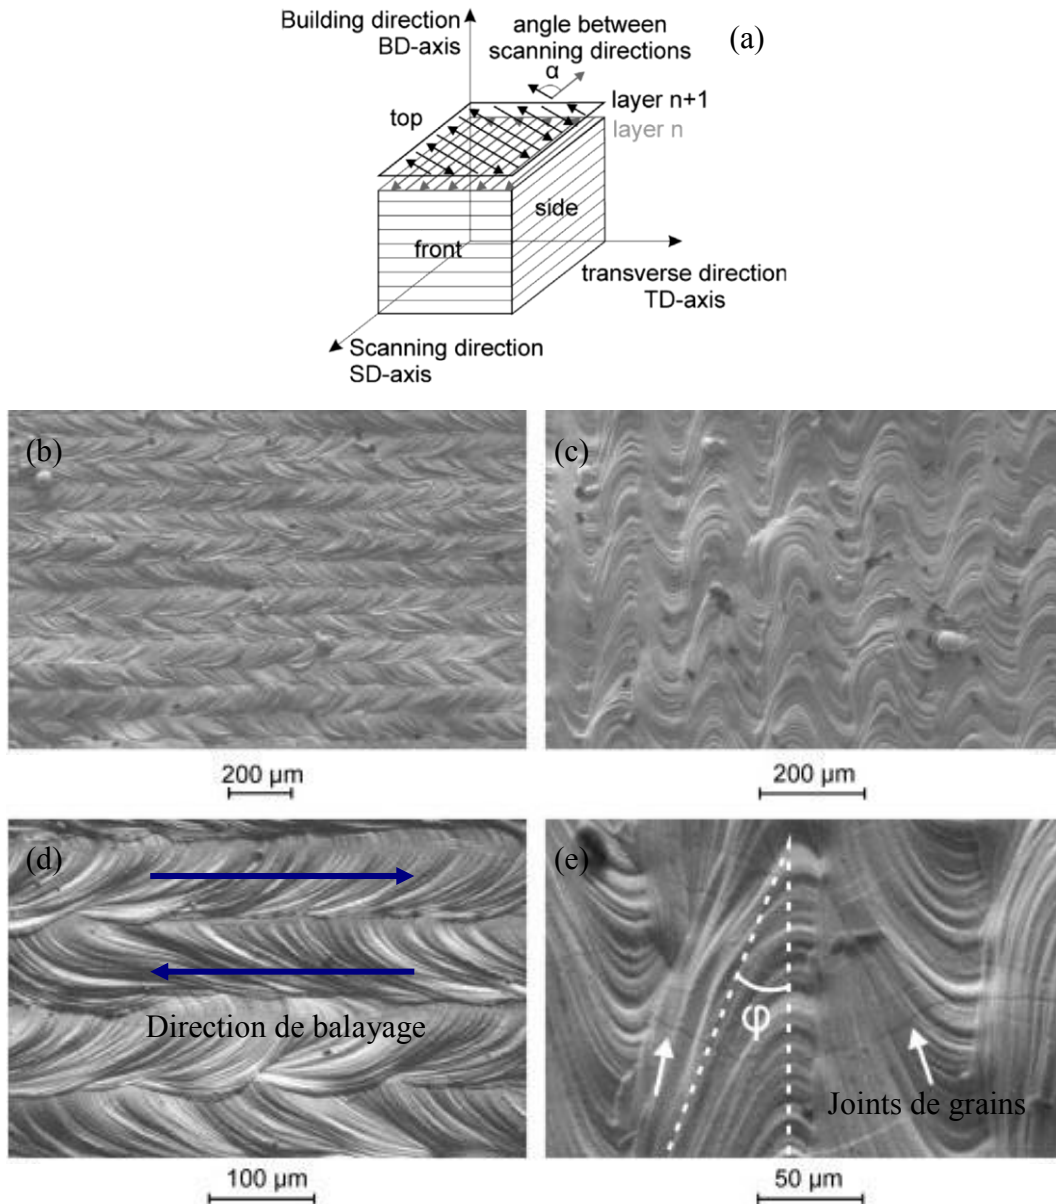 Building direction
BD-axis
angle between
scanning directions
(a)
α
layer n+1
layer n
top
side
front
transverse direction
TD-axis
Scanning direction
SD-axis
(b)
(c)
200 µm
200 µm
(d)
(e)
Direction de balayage
φ
Joints de grains
100 µm
50 µm